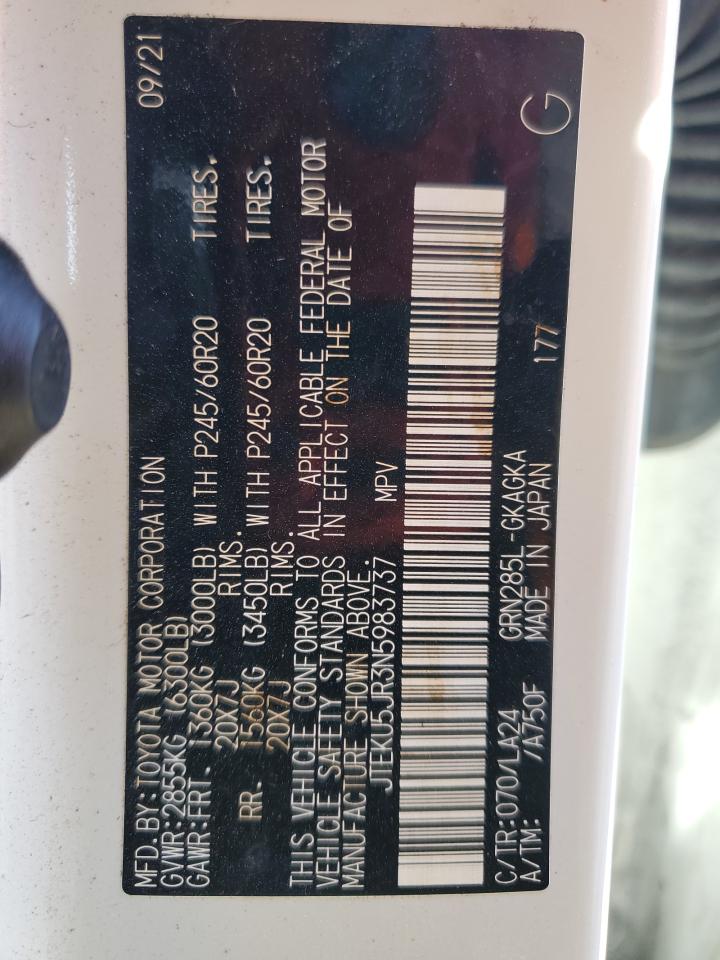 MFD. BY: TOYOTA MOTOR CORPORATION 09/21
GVWR: 2855KG (6300LB)
GAWR: FRT. 1360KG (3000LB) WITH P245/60R20 TIRES.
20X7J RIMS.
RR. 1560KG (3450LB) WITH P245/60R20 TIRES.
20X7J RIMS.
THIS VEHICLE CONFORMS TO ALL APPLICABLE FEDERAL MOTOR
VEHICLE SAFETY STANDARDS IN EFFECT ON THE DATE OF
MANUFACTURE SHOWN ABOVE.
JTEKU5JR3N5983737 MPV
C/TR: 070/LA24 GRN285L-GKAGKA 177 G
A/TM: /A750F MADE IN JAPAN